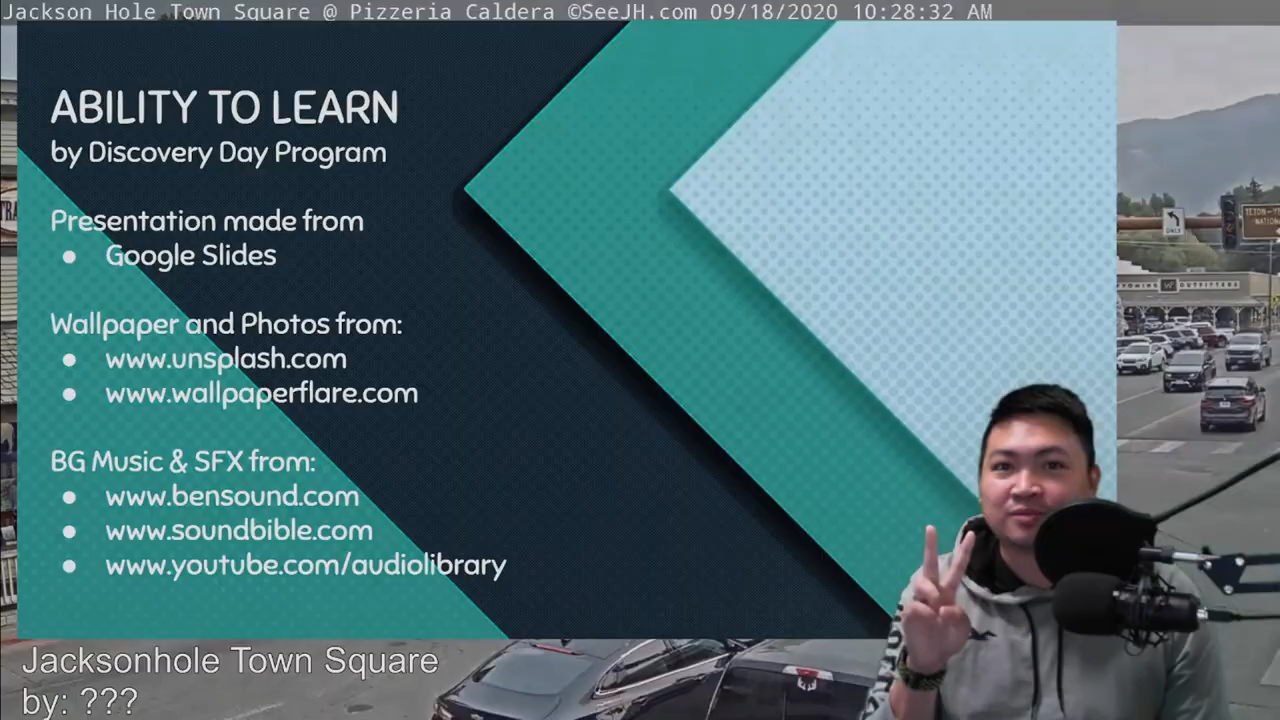 Jackson Hole Town Square @ Pizzeria Caldera ©SeeJH.com 09/18/2020 10:28:32 AM
ABILITY TO LEARN
by Discovery Day Program
Presentation made from
● Google Slides
Wallpaper and Photos from:
● www.unsplash.com
● www.wallpaperflare.com
BG Music & SFX from:
● www.bensound.com
● www.soundbible.com
● www.youtube.com/audiolibrary
ONLY
OUTFITTERS
Jacksonhole Town Square
by: ???